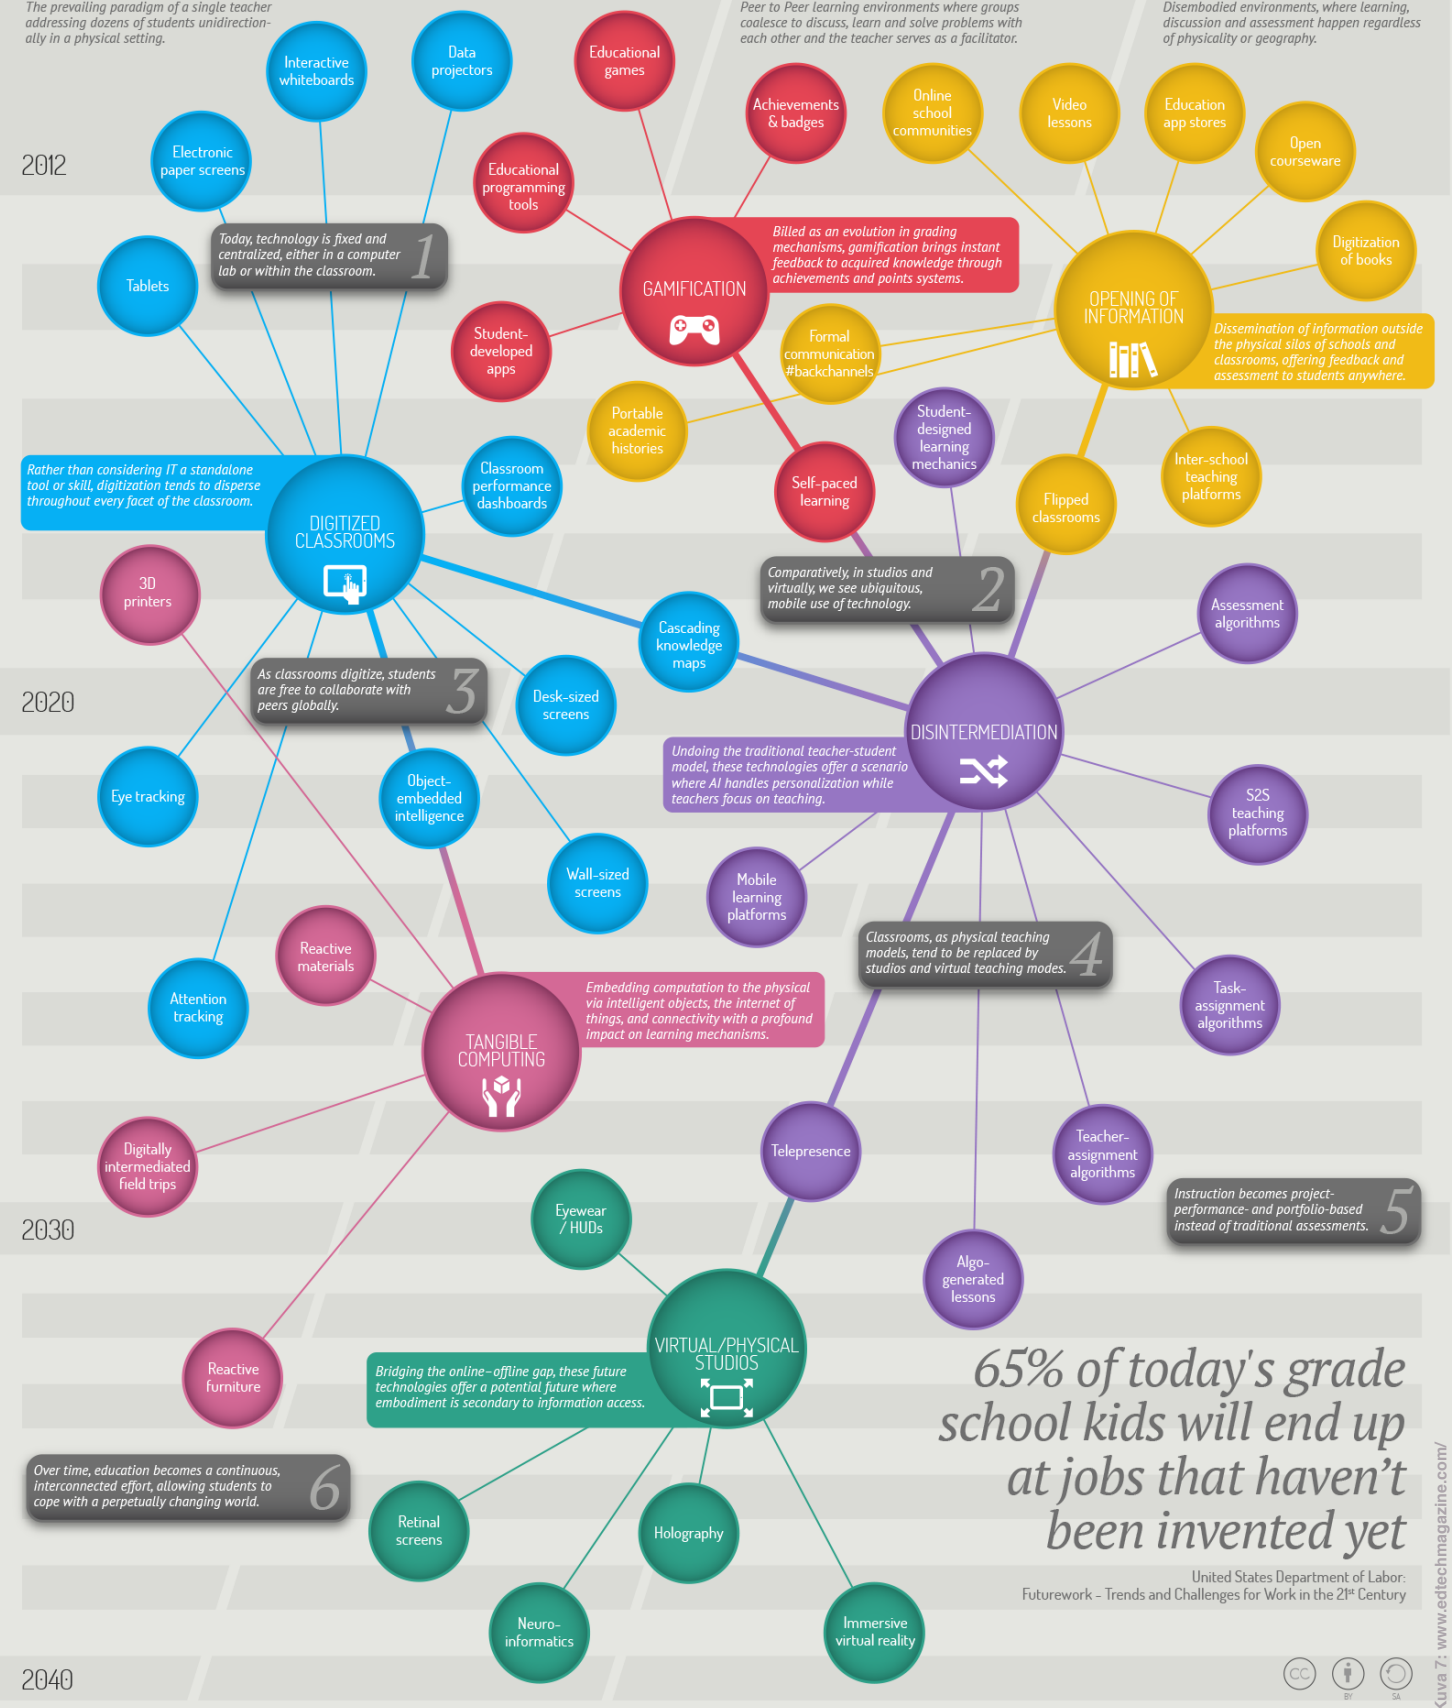 The prevailing paradigm of a single teacher
addressing dozens of students unidirection-
ally in a physical setting.
Peer to Peer learning environments where groups
coalesce to discuss, learn and solve problems with
each other and the teacher serves as a facilitator.
Disembodied environments, where learning,
discussion and assessment happen regardless
of physicality or geography.
Interactive
whiteboards
Data
projectors
Educational
games
Achievements
& badges
Online
school
communities
Video
lessons
Education
app stores
Open
courseware
2012
Electronic
paper screens
Educational
programming
tools
Tablets
Today, technology is fixed and
centralized, either in a computer
lab or within the classroom.
1
GAMIFICATION
Billed as an evolution in grading
mechanisms, gamification brings instant
feedback to acquired knowledge through
achievements and points systems.
Digitization
of books
OPENING OF
INFORMATION
Dissemination of information outside
the physical silos of schools and
classrooms, offering feedback and
assessment to students anywhere.
Student-
developed
apps
Formal
communication
#backchannels
Portable
academic
histories
Student-
designed
learning
mechanics
Rather than considering IT a standalone
tool or skill, digitization tends to disperse
throughout every facet of the classroom.
DIGITIZED
CLASSROOMS
Classroom
performance
dashboards
Self-paced
learning
Flipped
classrooms
Inter-school
teaching
platforms
3D
printers
Comparatively, in studios and
virtually, we see ubiquitous,
mobile use of technology.
2
Cascading
knowledge
maps
Assessment
algorithms
2020
As classrooms digitize, students
are free to collaborate with
peers globally.
3
Desk-sized
screens
DISINTERMEDIATION
Undoing the traditional teacher-student
model, these technologies offer a scenario
where AI handles personalization while
teachers focus on teaching.
Eye tracking
Object-
embedded
intelligence
S2S
teaching
platforms
Wall-sized
screens
Mobile
learning
platforms
Reactive
materials
Classrooms, as physical teaching
models, tend to be replaced by
studios and virtual teaching modes.
4
Attention
tracking
Embedding computation to the physical
via intelligent objects, the internet of
things, and connectivity with a profound
impact on learning mechanisms.
TANGIBLE
COMPUTING
Task-
assignment
algorithms
Digitally
intermediated
field trips
Telepresence
Teacher-
assignment
algorithms
Instruction becomes project-
performance- and portfolio-based
instead of traditional assessments.
5
2030
Eyewear
/ HUDs
Algo-
generated
lessons
VIRTUAL/PHYSICAL
STUDIOS
Bridging the online–offline gap, these future
technologies offer a potential future where
embodiment is secondary to information access.
Reactive
furniture
65% of today's grade
school kids will end up
at jobs that haven't
been invented yet
United States Department of Labor:
Futurework – Trends and Challenges for Work in the 21st Century
Over time, education becomes a continuous,
interconnected effort, allowing students to
cope with a perpetually changing world.
6
Retinal
screens
Holography
Neuro-
informatics
Immersive
virtual reality
2040
CC
BY
SA
Kuva 7: www.edtechmagazine.com/